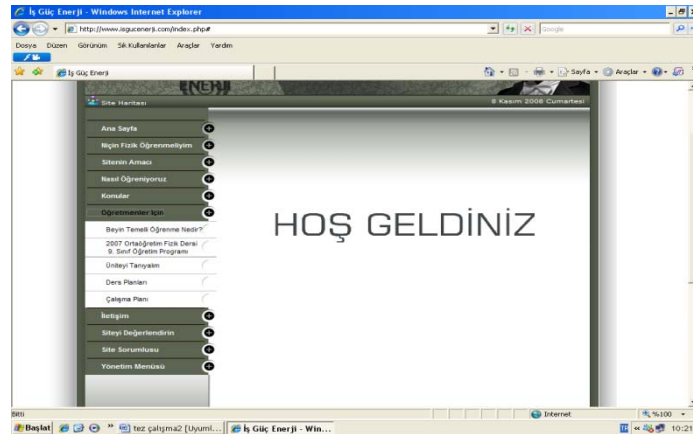 İş Güç Enerji - Windows Internet Explorer
http://www.isgucenerji.com/index.php#
Google
Dosya Düzen Görünüm Sık Kullanılanlar Araçlar Yardım
İş Güç Enerji
Sayfa Araçlar
ENERJİ
Site Haritası
8 Kasım 2008 Cumartesi
Ana Sayfa
Niçin Fizik Öğrenmeliyim
Sitenin Amacı
Nasıl Öğreniyoruz
Konular
Öğretmenler İçin
Beyin Temelli Öğrenme Nedir?
2007 Ortaöğretim Fizik Dersi
9. Sınıf Öğretim Programı
Üniteyi Tanıyalım
Ders Planları
Çalışma Planı
İletişim
Siteyi Değerlendirin
Site Sorumlusu
Yönetim Menüsü
HOŞ GELDİNİZ
Bitti
Internet
%100
Başlat
tez çalışma2 [Uyuml...
İş Güç Enerji - Win...
TR
10:21